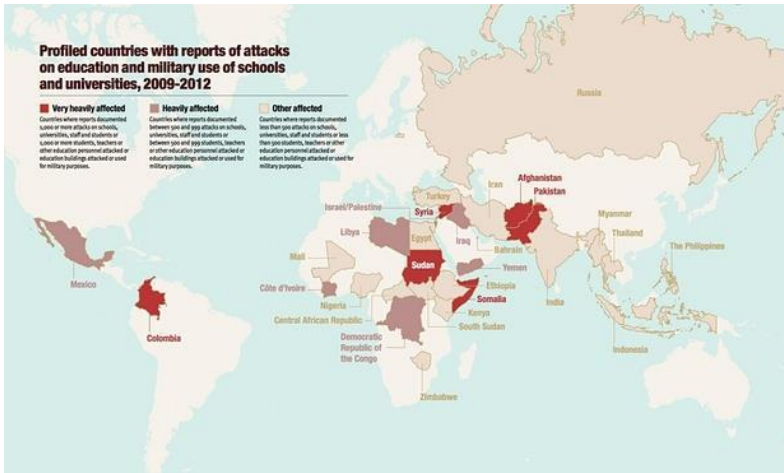 Profiled countries with reports of attacks
on education and military use of schools
and universities, 2009-2012
Very heavily affected
Countries where reports documented
1,000 or more attacks on schools,
universities, staff and students or
1,000 or more students, teachers or
other education personnel attacked or
education buildings attacked or used
for military purposes.
Heavily affected
Countries where reports documented
between 500 and 999 attacks on schools,
universities, staff and students or
between 500 and 999 students, teachers
or other education personnel attacked or
education buildings attacked or used for
military purposes.
Other affected
Countries where reports documented
less than 500 attacks on schools,
universities, staff and students or less
than 500 students, teachers or other
education personnel attacked or
education buildings attacked or used for
military purposes.
Russia
Afghanistan
Pakistan
Iran
Turkey
Israel/Palestine
Syria
Libya
Egypt
Iraq
Bahrain
Myanmar
Thailand
The Philippines
Mali
Sudan
Yemen
Mexico
Côte d'Ivoire
Ethiopia
Nigeria
Somalia
India
Central African Republic
Kenya
South Sudan
Colombia
Democratic
Republic of
the Congo
Indonesia
Zimbabwe